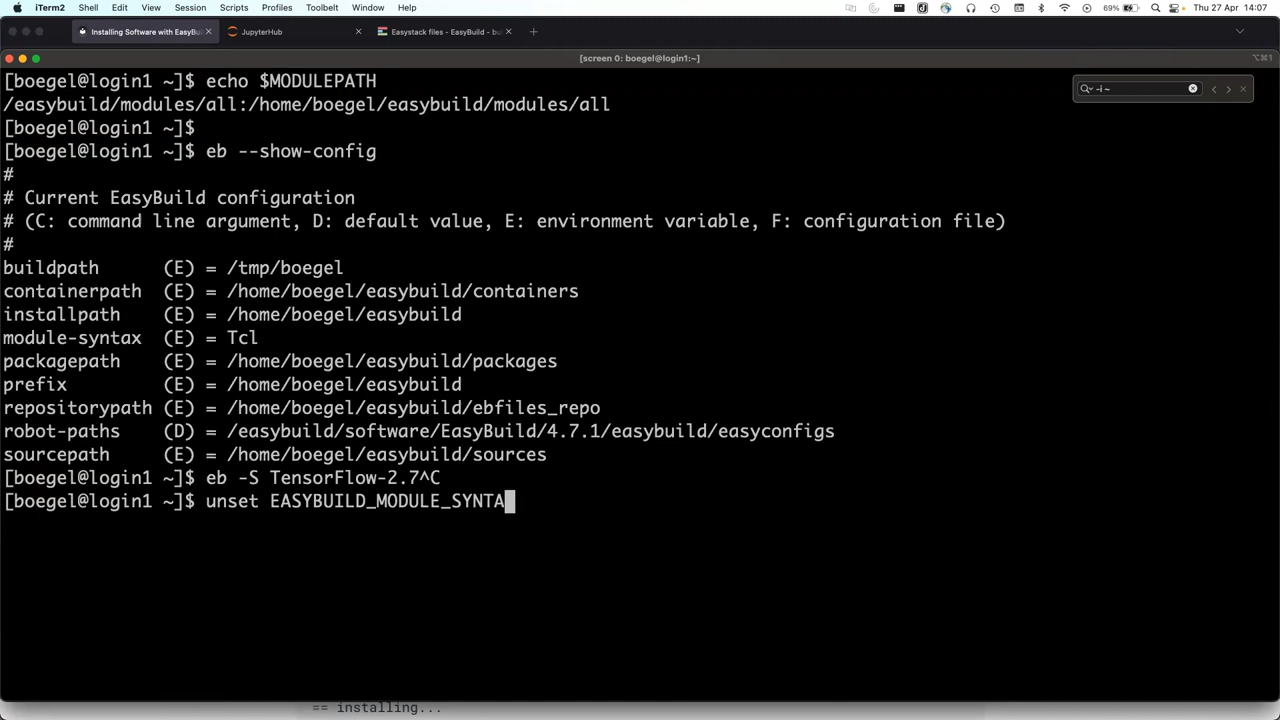 iTerm2 Shell Edit View Session Scripts Profiles Toolbelt Window Help 69% Thu 27 Apr 14:07
Installing Software with EasyBui JupyterHub Easystack files - EasyBuild - bu
[screen 0: boegel@login1:~] ⌥⌘1
-i ~
[boegel@login1 ~]$ echo $MODULEPATH
/easybuild/modules/all:/home/boegel/easybuild/modules/all
[boegel@login1 ~]$
[boegel@login1 ~]$ eb --show-config
#
# Current EasyBuild configuration
# (C: command line argument, D: default value, E: environment variable, F: configuration file)
#
buildpath (E) = /tmp/boegel
containerpath (E) = /home/boegel/easybuild/containers
installpath (E) = /home/boegel/easybuild
module-syntax (E) = Tcl
packagepath (E) = /home/boegel/easybuild/packages
prefix (E) = /home/boegel/easybuild
repositorypath (E) = /home/boegel/easybuild/ebfiles_repo
robot-paths (D) = /easybuild/software/EasyBuild/4.7.1/easybuild/easyconfigs
sourcepath (E) = /home/boegel/easybuild/sources
[boegel@login1 ~]$ eb -S TensorFlow-2.7^C
[boegel@login1 ~]$ unset EASYBUILD_MODULE_SYNTA
== installing...